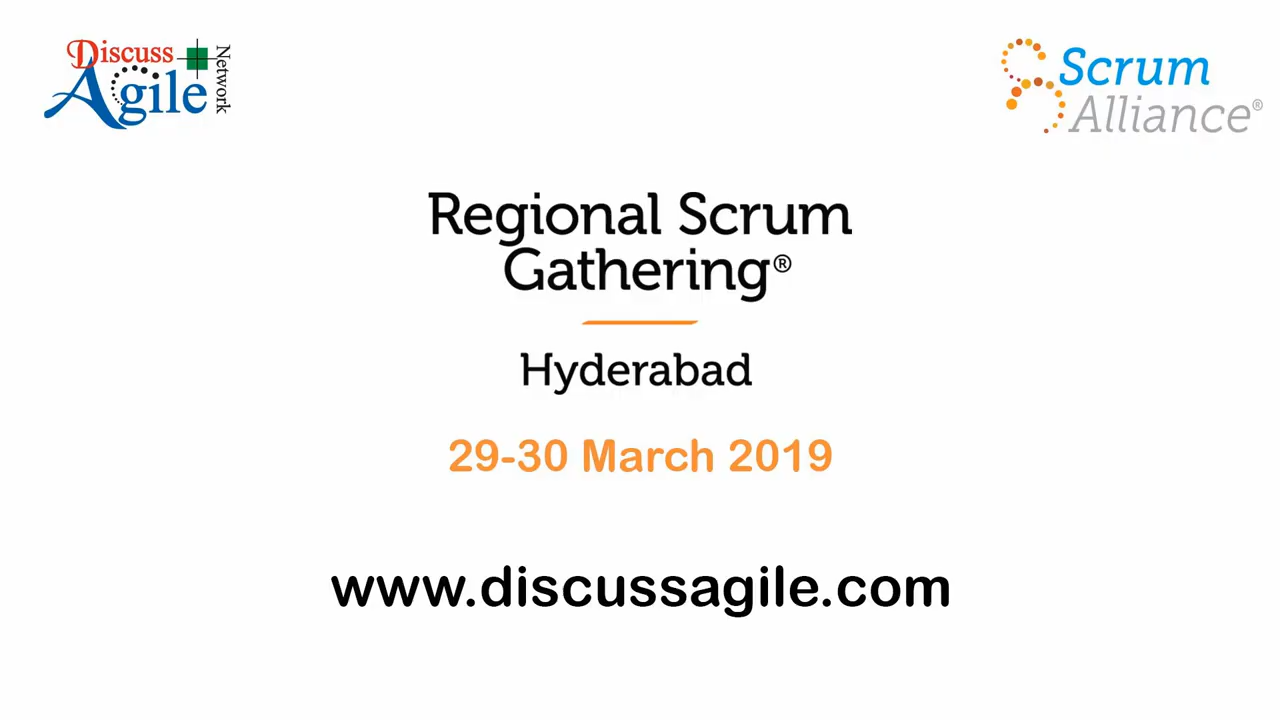 Discuss
Agile
Network
Scrum
Alliance®
Regional Scrum
Gathering®
Hyderabad
29-30 March 2019
www.discussagile.com